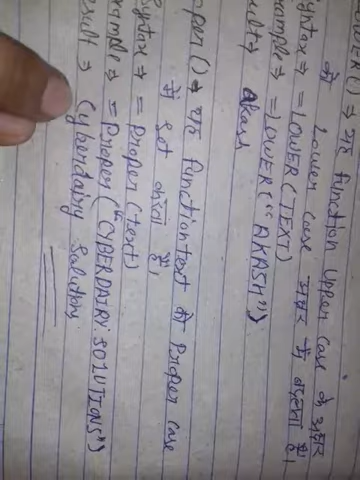 LOWER() → यह function Upper case के अक्षर
को Lower case अक्षर में बदलता है।
Syntax → =LOWER(TEXT)
Example → =LOWER("AKASH")
Result → akash
Proper() → यह function text को Proper case
में set करता है।
Syntax → = Proper (text)
Example → = Proper ("CYBERDAIRY SOLUTIONS")
Result → Cyberdairy Solution